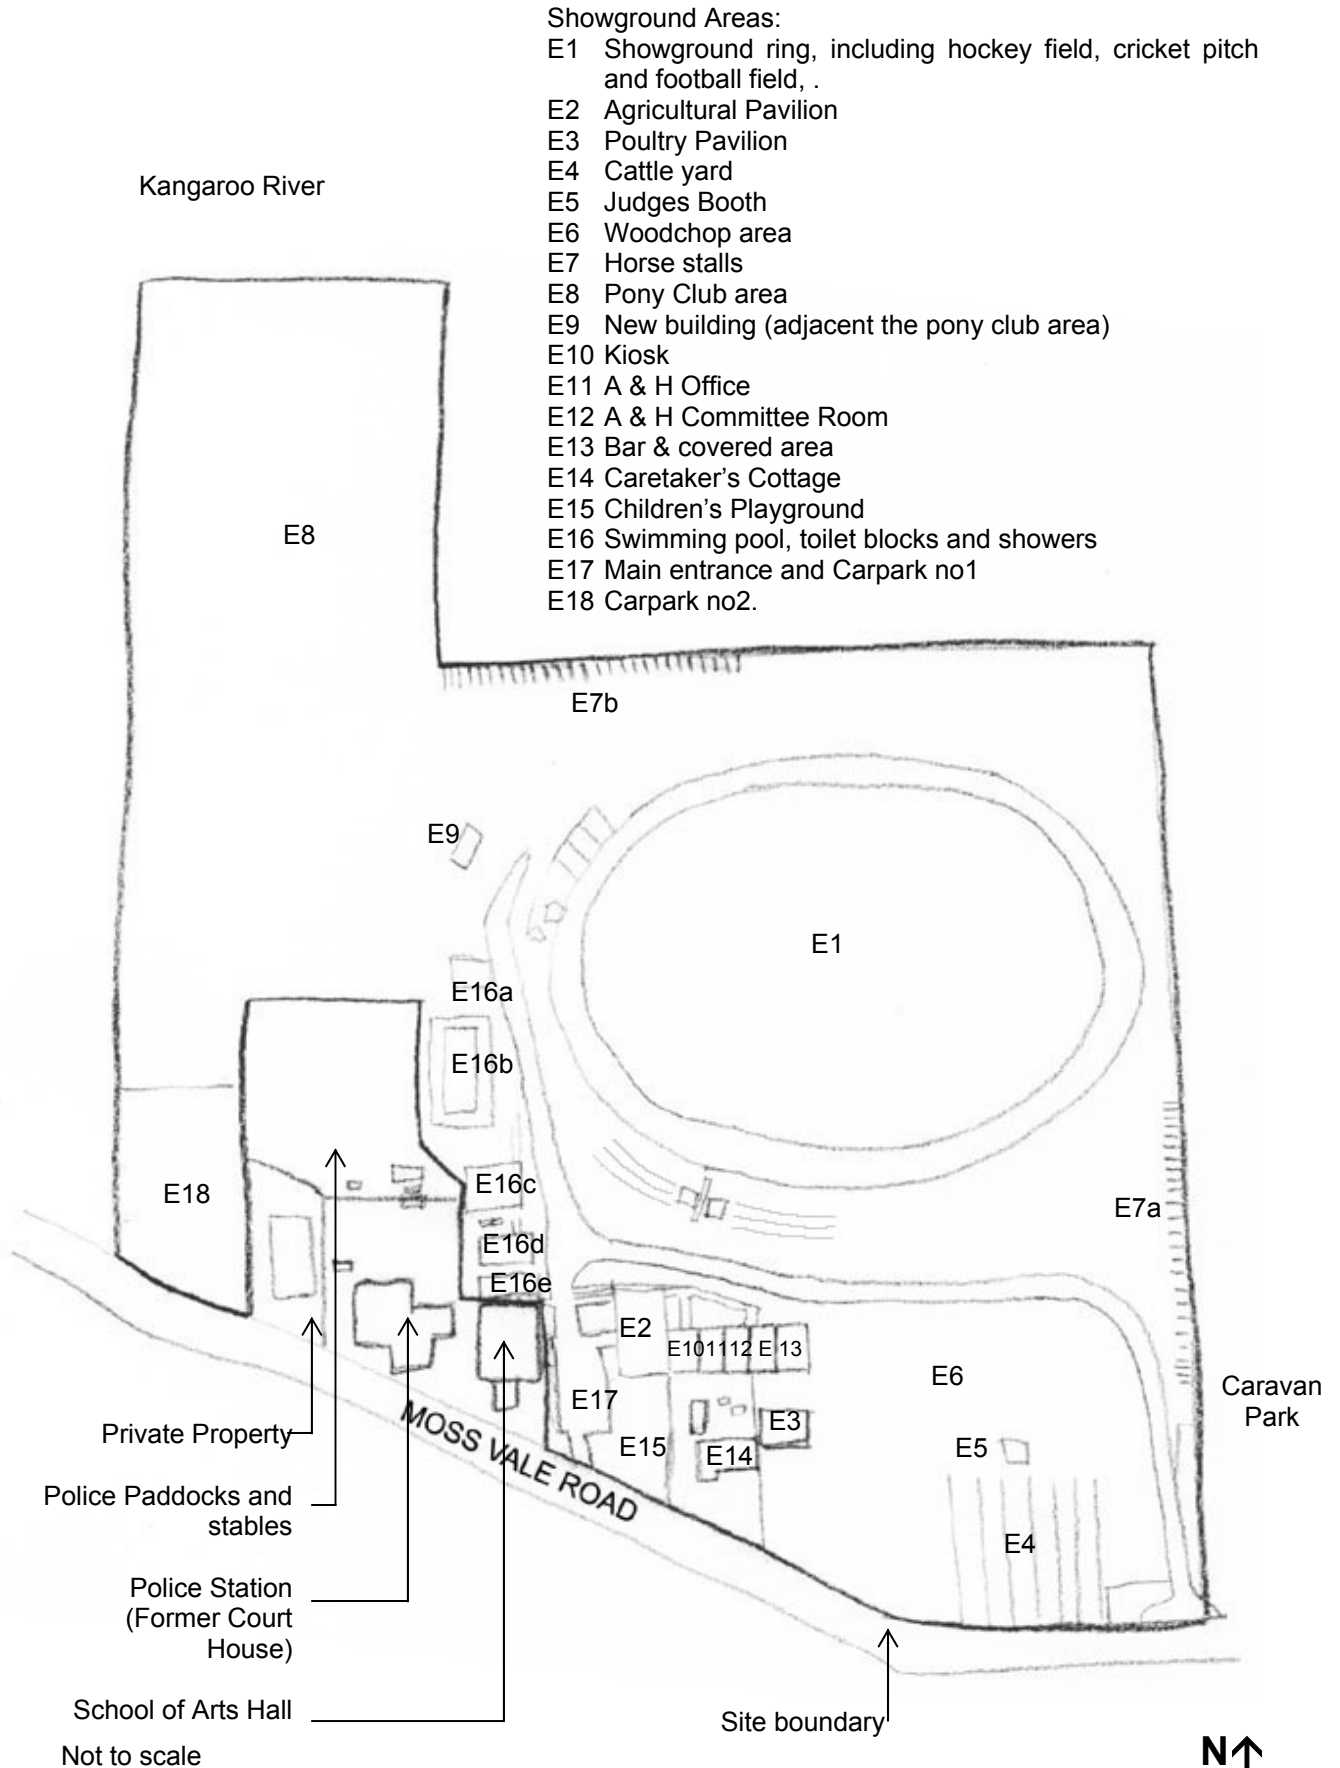 Showground Areas:
E1 Showground ring, including hockey field, cricket pitch
and football field, .
E2 Agricultural Pavilion
E3 Poultry Pavilion
E4 Cattle yard
E5 Judges Booth
E6 Woodchop area
E7 Horse stalls
E8 Pony Club area
E9 New building (adjacent the pony club area)
E10 Kiosk
E11 A & H Office
E12 A & H Committee Room
E13 Bar & covered area
E14 Caretaker's Cottage
E15 Children's Playground
E16 Swimming pool, toilet blocks and showers
E17 Main entrance and Carpark no1
E18 Carpark no2.
Kangaroo River
E8
E7b
E9
E1
E16a
E16b
E18
E16c
E7a
E16d
E16e
E2
E10 11 12 E 13
E6
E17
E3
Caravan
Park
E15
E14
E5
E4
MOSS VALE ROAD
Private Property
Police Paddocks and
stables
Police Station
(Former Court
House)
School of Arts Hall
Site boundary
Not to scale
N